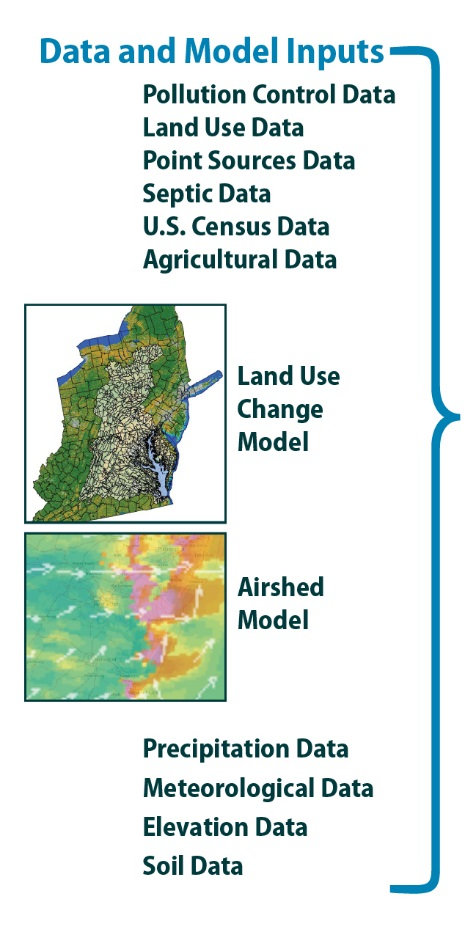 Data and Model Inputs
Pollution Control Data
Land Use Data
Point Sources Data
Septic Data
U.S. Census Data
Agricultural Data
Land Use
Change
Model
Airshed
Model
Precipitation Data
Meteorological Data
Elevation Data
Soil Data